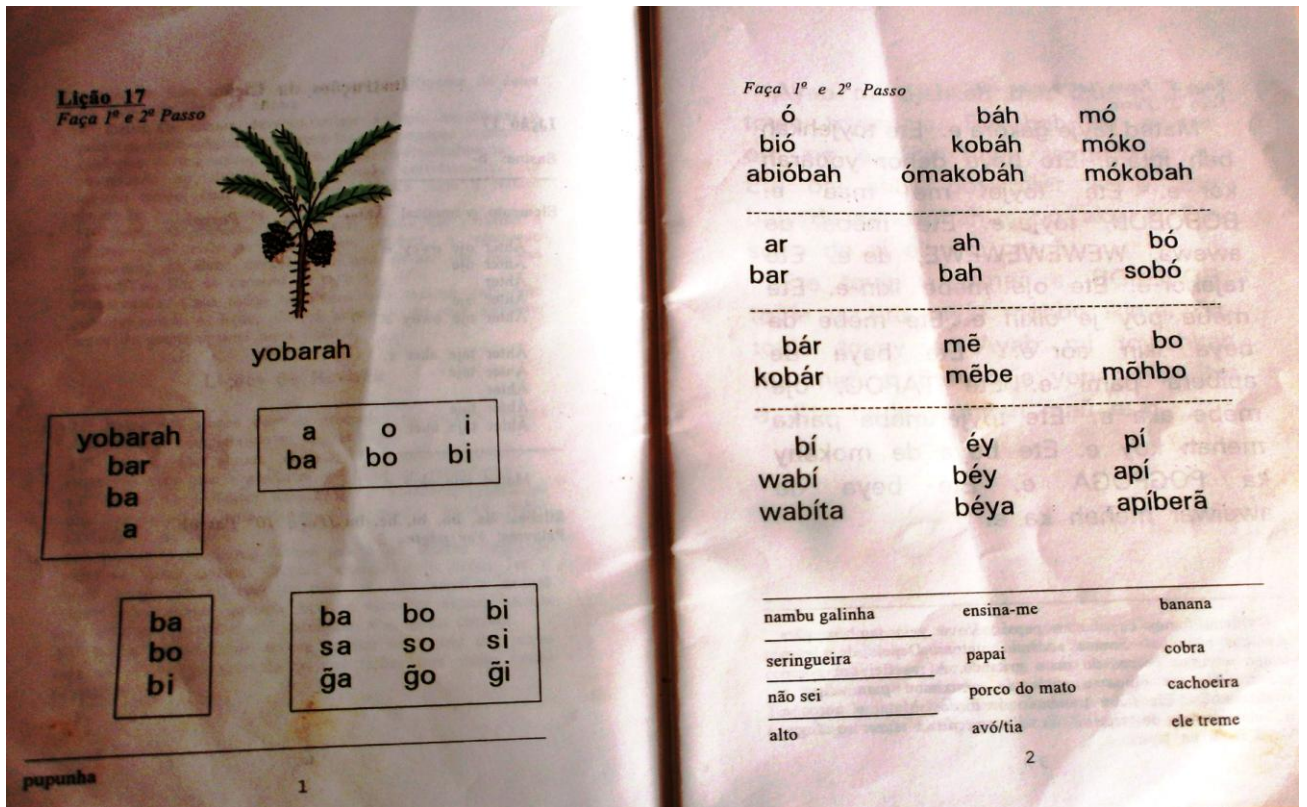 Lição 17
Faça 1º e 2º Passo
yobarah
yobarah
bar
ba
a
a o i
ba bo bi
ba
bo
bi
ba bo bi
sa so si
g̃a g̃o g̃i
pupunha
1
Faça 1º e 2º Passo
ó báh mó
bió kobáh móko
abióbah ómakobáh mókobah
ar ah bó
bar bah sobó
bár mẽ bo
kobár mẽbe mõhbo
bí éy pí
wabí béy apí
wabíta béya apíberã
nambu galinha ensina-me banana
seringueira papai cobra
não sei porco do mato cachoeira
alto avó/tia ele treme
2